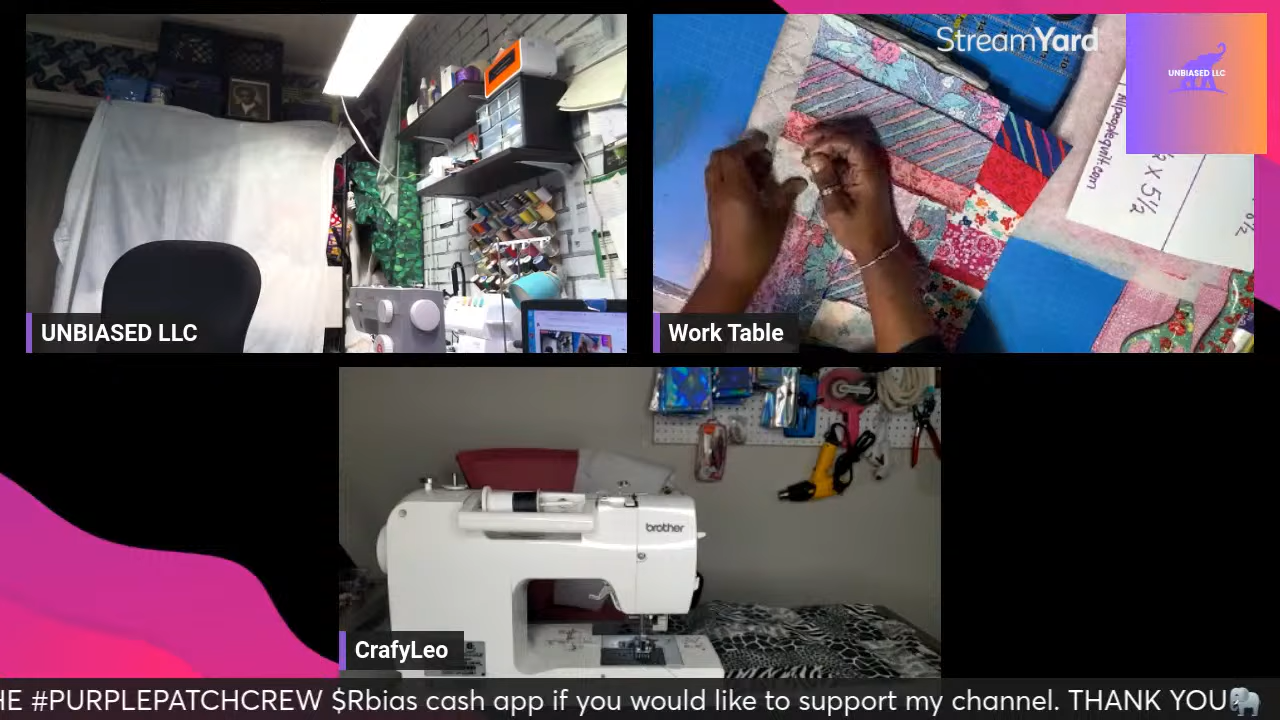 StreamYard
UNBIASED LLC
UNBIASED LLC
Work Table
Allpeoplequilt.com
X 5½
brother
CrafyLeo
HE #PURPLEPATCHCREW $Rbias cash app if you would like to support my channel. THANK YOU🐘